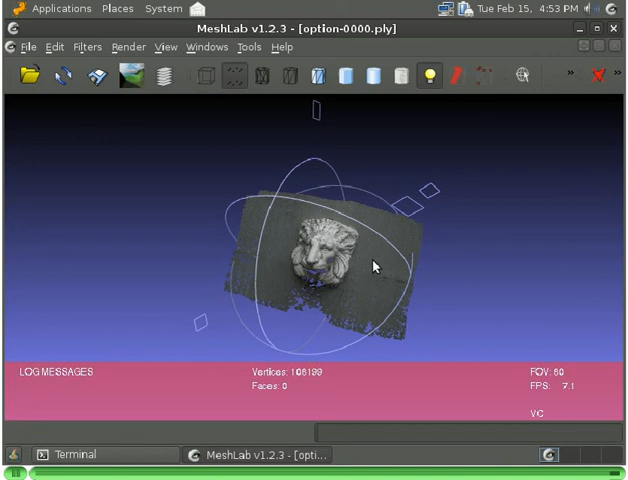 Applications Places System
Tue Feb 15, 4:53 PM
MeshLab v1.2.3 - [option-0000.ply]
File Edit Filters Render View Windows Tools Help
» »
LOG MESSAGES
Vertices: 106199
Faces: 0
FOV: 60
FPS: 7.1
VC
Terminal
MeshLab v1.2.3 - [opti...